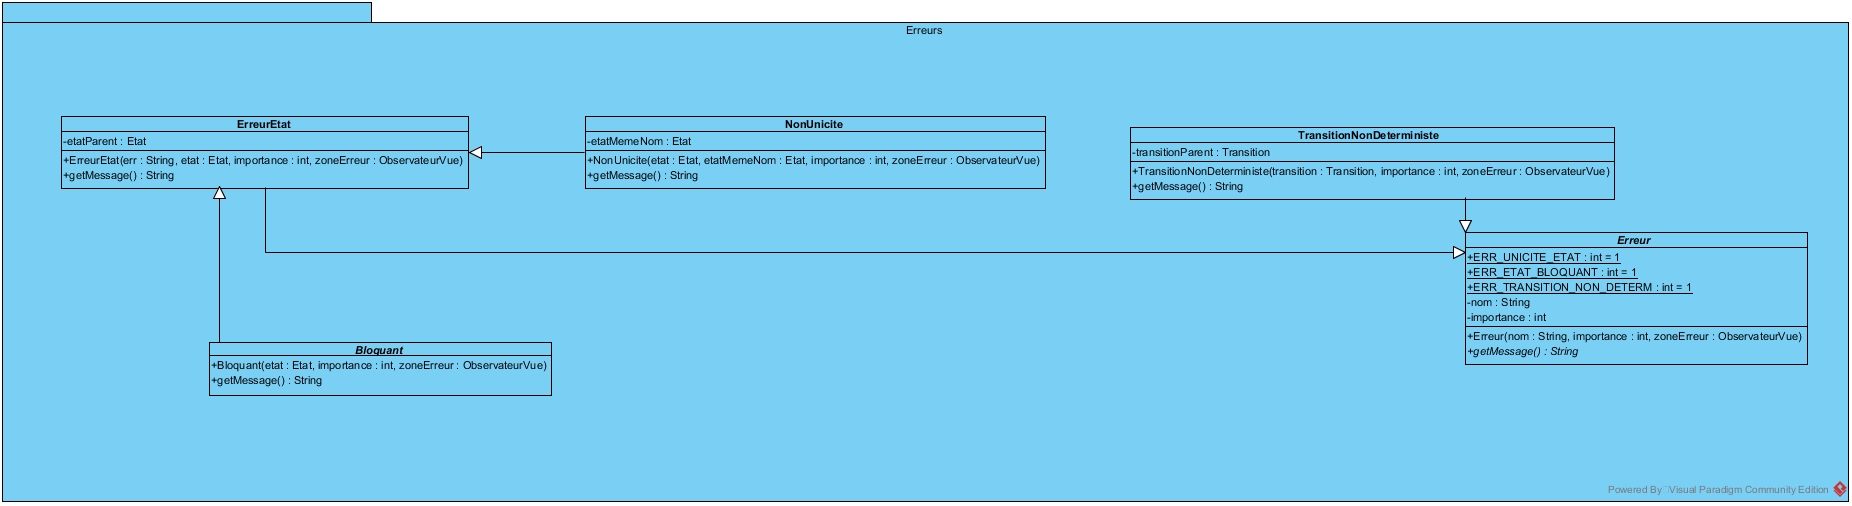 Erreurs
ErreurEtat
-etatParent : Etat
+ErreurEtat(err : String, etat : Etat, importance : int, zoneErreur : ObservateurVue)
+getMessage() : String
NonUnicite
-etatMemeNom : Etat
+NonUnicite(etat : Etat, etatMemeNom : Etat, importance : int, zoneErreur : ObservateurVue)
+getMessage() : String
TransitionNonDeterministe
-transitionParent : Transition
+TransitionNonDeterministe(transition : Transition, importance : int, zoneErreur : ObservateurVue)
+getMessage() : String
Erreur
+ERR_UNICITE_ETAT : int = 1
+ERR_ETAT_BLOQUANT : int = 1
+ERR_TRANSITION_NON_DETERM : int = 1
-nom : String
-importance : int
+Erreur(nom : String, importance : int, zoneErreur : ObservateurVue)
+getMessage() : String
Bloquant
+Bloquant(etat : Etat, importance : int, zoneErreur : ObservateurVue)
+getMessage() : String
Powered By Visual Paradigm Community Edition